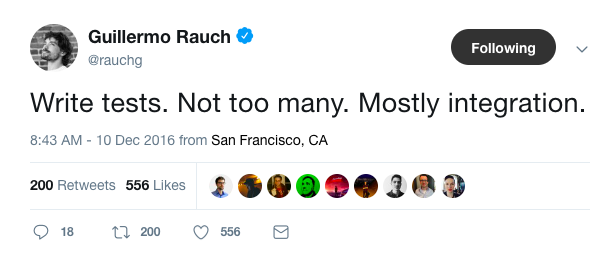 Guillermo Rauch
@rauchg
Following
Write tests. Not too many. Mostly integration.
8:43 AM - 10 Dec 2016 from San Francisco, CA
200 Retweets 556 Likes
18 200 556